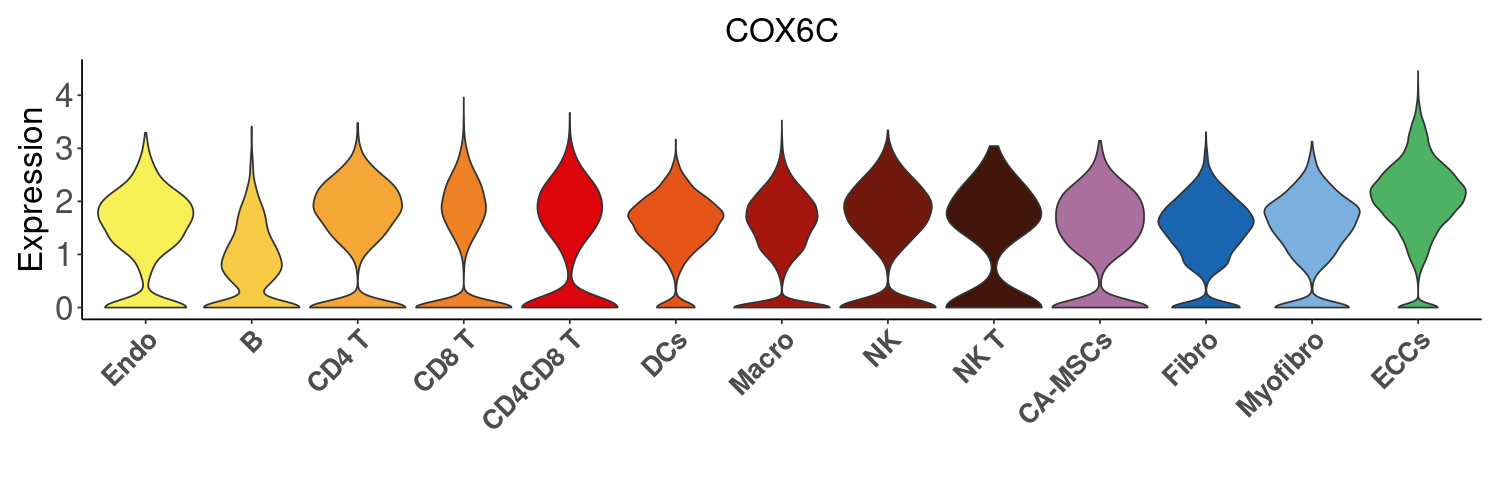 COX6C
Expression
4
3
2
1
0
Endo
B
CD4 T
CD8 T
CD4CD8 T
DCs
Macro
NK
NK T
CA-MSCs
Fibro
Myofibro
ECCs